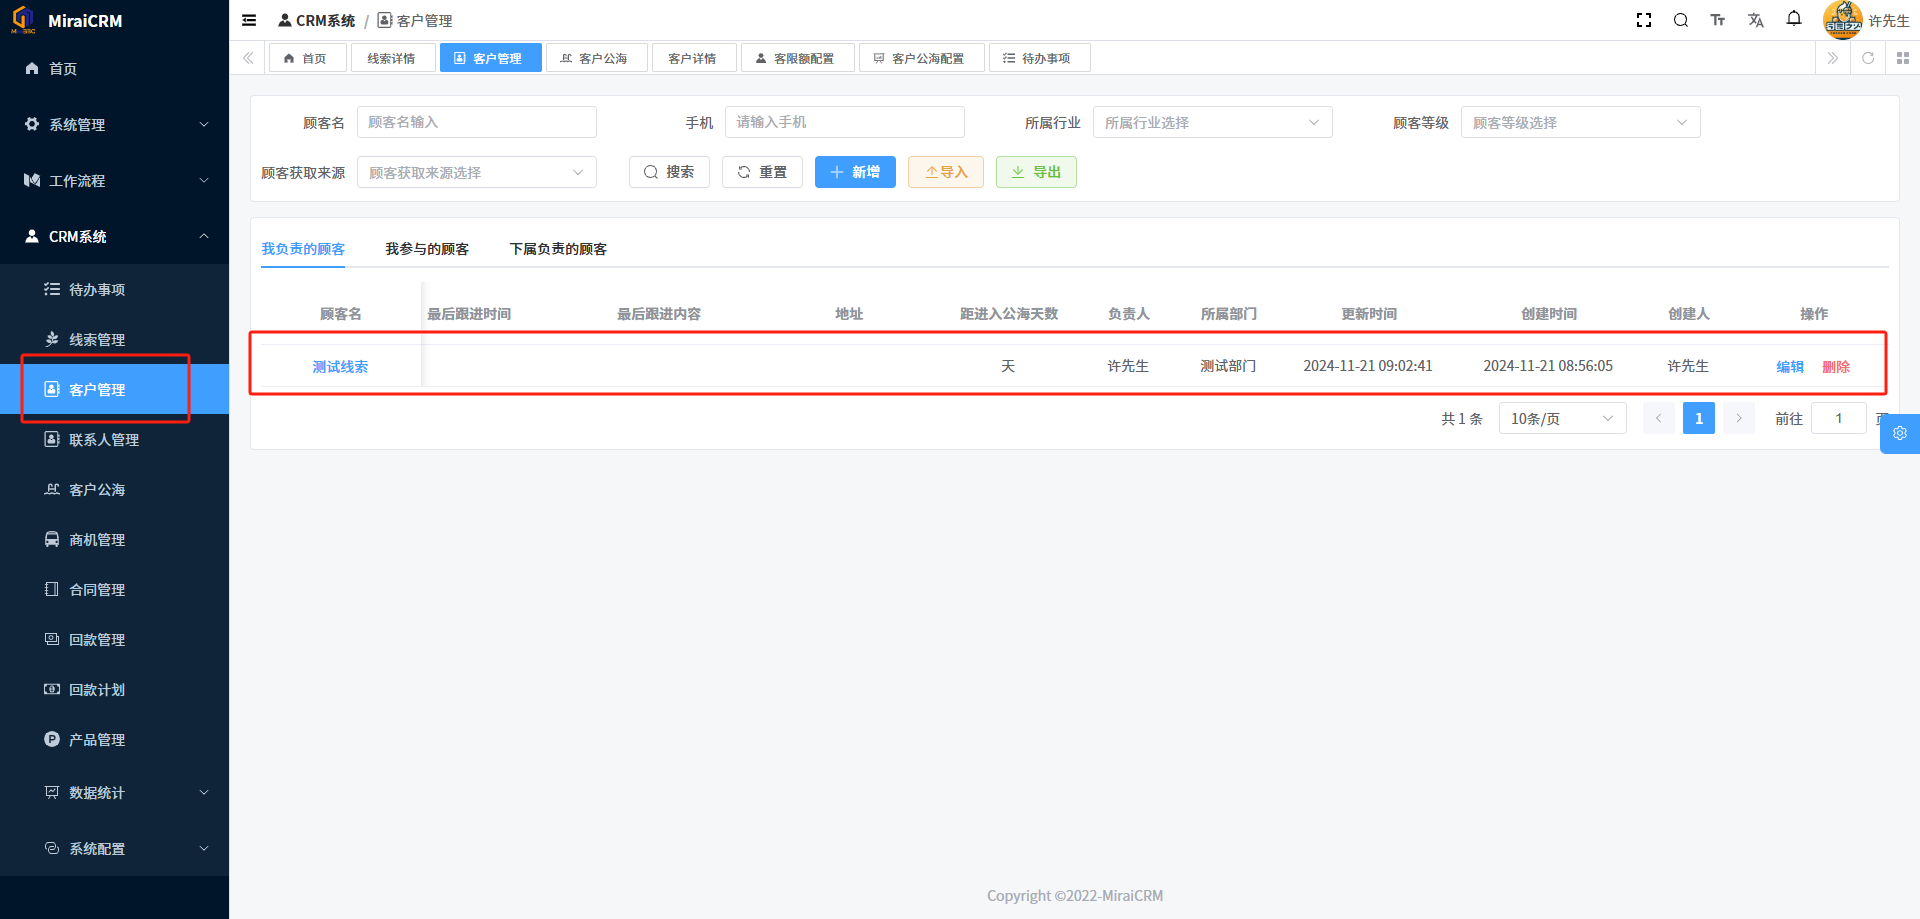 MiraiCRM
首页
系统管理
工作流程
CRM系统
待办事项
线索管理
客户管理
联系人管理
客户公海
商机管理
合同管理
回款管理
回款计划
产品管理
数据统计
系统配置
CRM系统 / 客户管理
许先生
首页 线索详情 客户管理 客户公海 客户详情 客限额配置 客户公海配置 待办事项
顾客名 顾客名输入 手机 请输入手机 所属行业 所属行业选择 顾客等级 顾客等级选择
顾客获取来源 顾客获取来源选择 搜索 重置 新增 导入 导出
我负责的顾客 我参与的顾客 下属负责的顾客
顾客名 最后跟进时间 最后跟进内容 地址 距进入公海天数 负责人 所属部门 更新时间 创建时间 创建人 操作
测试线索 天 许先生 测试部门 2024-11-21 09:02:41 2024-11-21 08:56:05 许先生 编辑 删除
共 1 条 10条/页 1 前往 1
Copyright ©2022-MiraiCRM